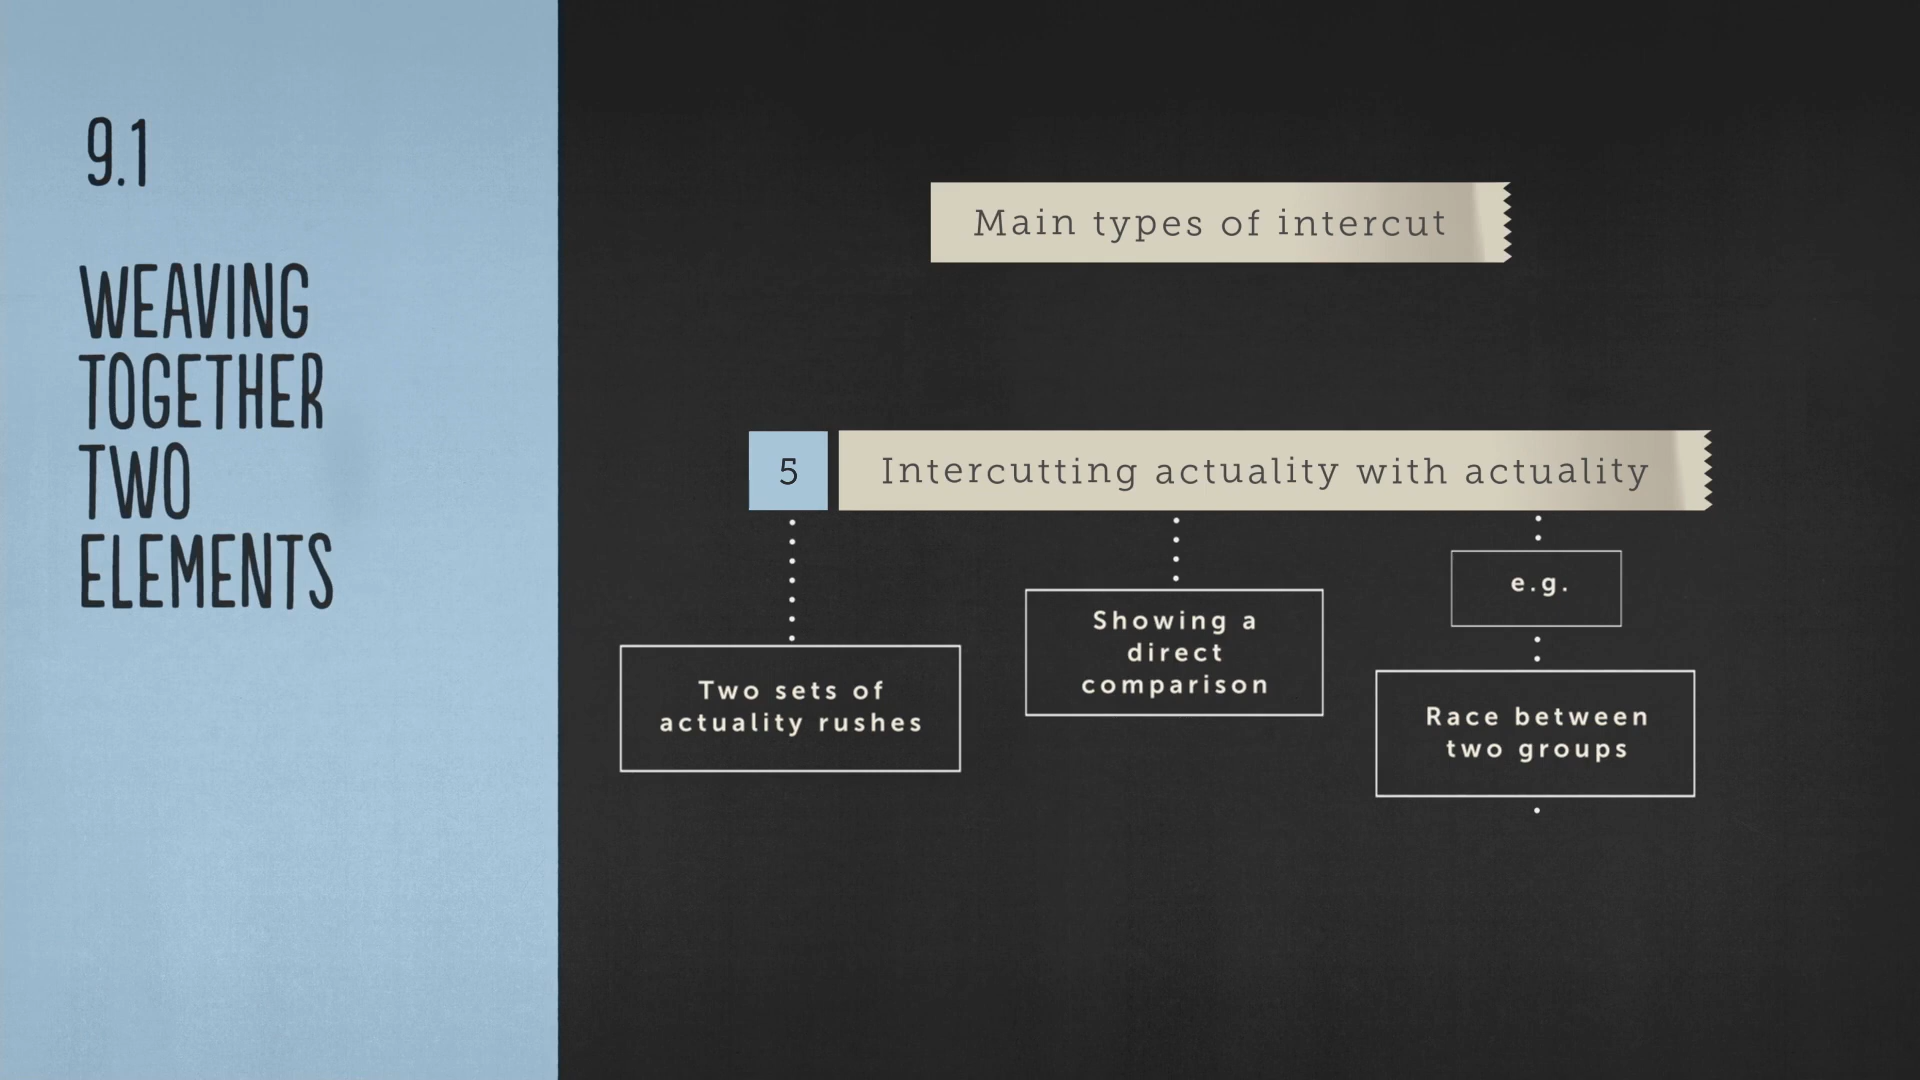 9.1
WEAVING
TOGETHER
TWO
ELEMENTS
Main types of intercut
5
Intercutting actuality with actuality
Two sets of
actuality rushes
Showing a
direct
comparison
e.g.
Race between
two groups